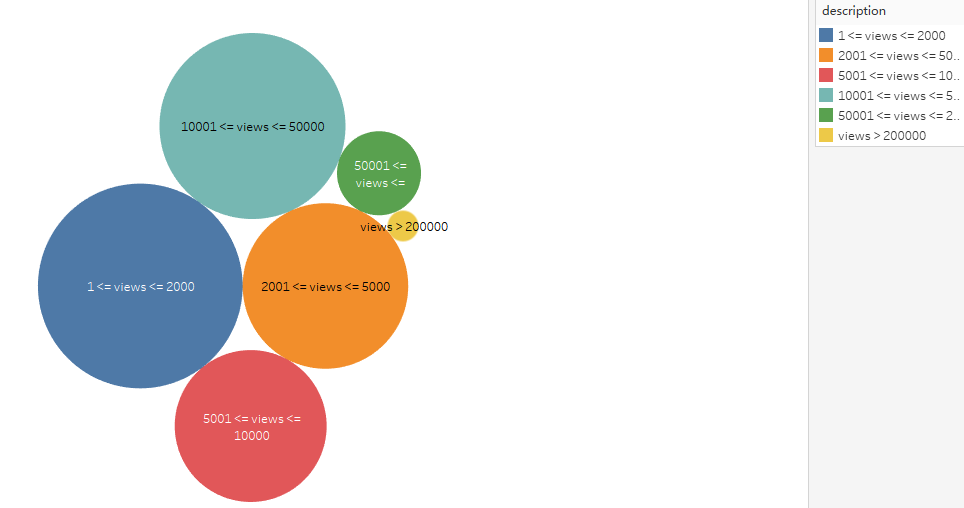 10001 <= views <= 50000
50001 <=
views <=
views > 200000
1 <= views <= 2000
2001 <= views <= 5000
5001 <= views <=
10000
description
1 <= views <= 2000
2001 <= views <= 50..
5001 <= views <= 10..
10001 <= views <= 5..
50001 <= views <= 2..
views > 200000